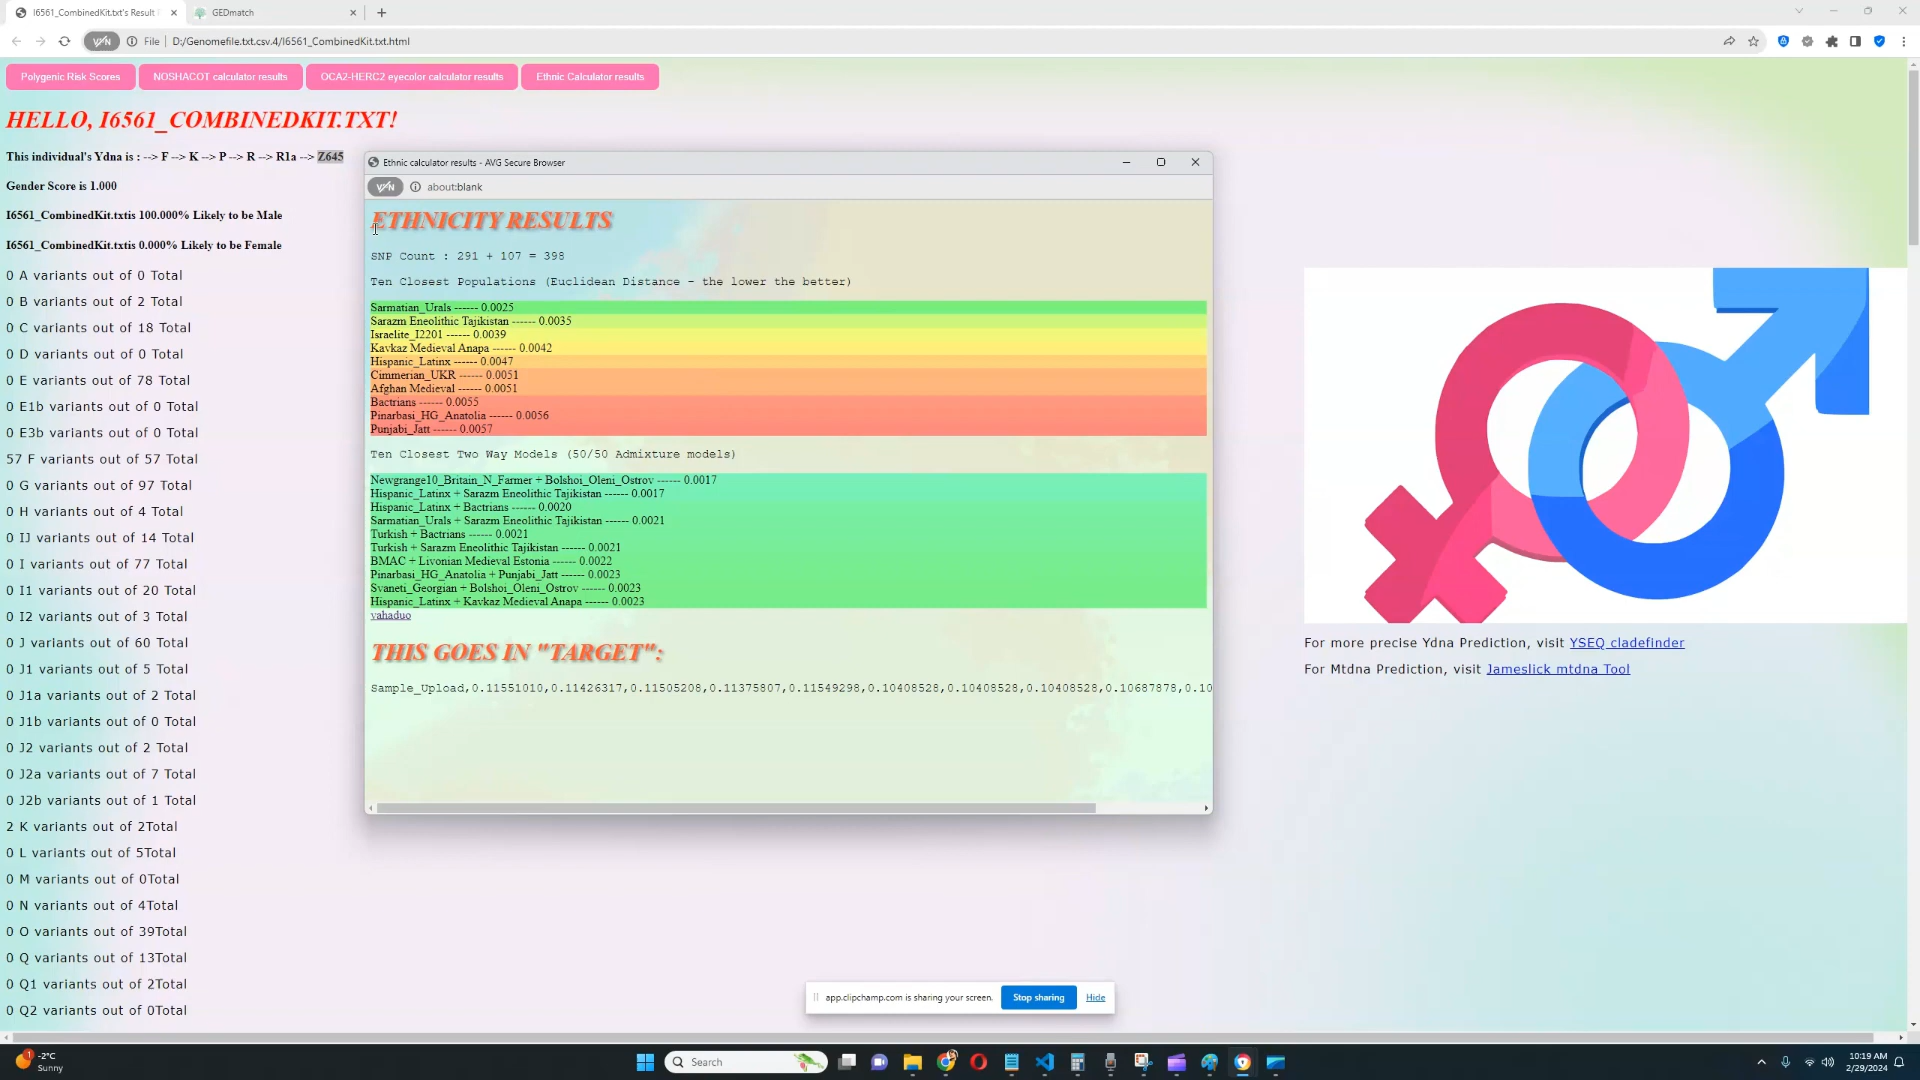 I6561_CombinedKit.txt's Result
GEDmatch
File
D:/Genomefile.txt.csv.4/I6561_CombinedKit.txt.html
Polygenic Risk Scores
NOSHACOT calculator results
OCA2-HERC2 eyecolor calculator results
Ethnic Calculator results
HELLO, I6561_COMBINEDKIT.TXT!
This individual's Ydna is : --> F --> K --> P --> R --> R1a --> Z645
Gender Score is 1.000
I6561_CombinedKit.txtis 100.000% Likely to be Male
I6561_CombinedKit.txtis 0.000% Likely to be Female
0 A variants out of 0 Total
0 B variants out of 2 Total
0 C variants out of 18 Total
0 D variants out of 0 Total
0 E variants out of 78 Total
0 E1b variants out of 0 Total
0 E3b variants out of 0 Total
57 F variants out of 57 Total
0 G variants out of 97 Total
0 H variants out of 4 Total
0 IJ variants out of 14 Total
0 I variants out of 77 Total
0 I1 variants out of 20 Total
0 I2 variants out of 3 Total
0 J variants out of 60 Total
0 J1 variants out of 5 Total
0 J1a variants out of 2 Total
0 J1b variants out of 0 Total
0 J2 variants out of 2 Total
0 J2a variants out of 7 Total
0 J2b variants out of 1 Total
2 K variants out of 2Total
0 L variants out of 5Total
0 M variants out of 0Total
0 N variants out of 4Total
0 O variants out of 39Total
0 Q variants out of 13Total
0 Q1 variants out of 2Total
0 Q2 variants out of 0Total
Ethnic calculator results - AVG Secure Browser
about:blank
ETHNICITY RESULTS
SNP Count : 291 + 107 = 398
Ten Closest Populations (Euclidean Distance - the lower the better)
Sarmatian_Urals ------ 0.0025
Sarazm Eneolithic Tajikistan ------ 0.0035
Israelite_I2201 ------ 0.0039
Kavkaz Medieval Anapa ------ 0.0042
Hispanic_Latinx ------ 0.0047
Cimmerian_UKR ------ 0.0051
Afghan Medieval ------ 0.0051
Bactrians ------ 0.0055
Pinarbasi_HG_Anatolia ------ 0.0056
Punjabi_Jatt ------ 0.0057
Ten Closest Two Way Models (50/50 Admixture models)
Newgrange10_Britain_N_Farmer + Bolshoi_Oleni_Ostrov ------ 0.0017
Hispanic_Latinx + Sarazm Eneolithic Tajikistan ------ 0.0017
Hispanic_Latinx + Bactrians ------ 0.0020
Sarmatian_Urals + Sarazm Eneolithic Tajikistan ------ 0.0021
Turkish + Bactrians ------ 0.0021
Turkish + Sarazm Eneolithic Tajikistan ------ 0.0021
BMAC + Livonian Medieval Estonia ------ 0.0022
Pinarbasi_HG_Anatolia + Punjabi_Jatt ------ 0.0023
Svaneti_Georgian + Bolshoi_Oleni_Ostrov ------ 0.0023
Hispanic_Latinx + Kavkaz Medieval Anapa ------ 0.0023
vahaduo
THIS GOES IN "TARGET":
Sample_Upload,0.11551010,0.11426317,0.11505208,0.11375807,0.11549298,0.10408528,0.10408528,0.10408528,0.10687878,0.10
For more precise Ydna Prediction, visit YSEQ cladefinder
For Mtdna Prediction, visit Jameslick mtdna Tool
app.clipchamp.com is sharing your screen.
Stop sharing
Hide
-2°C
Sunny
Search
10:19 AM
2/29/2024